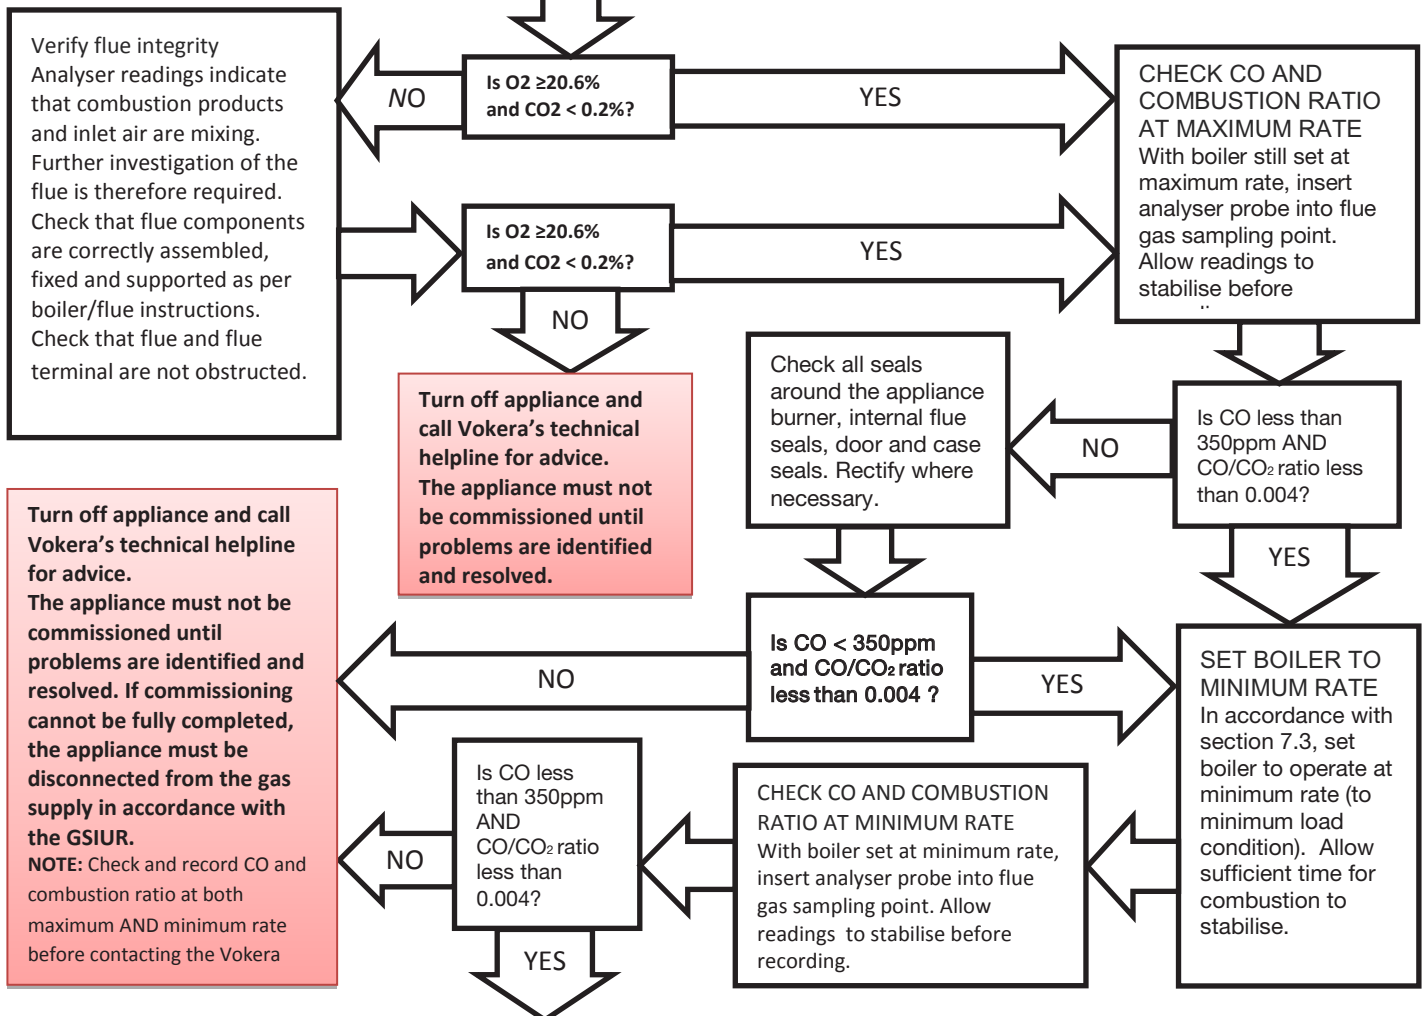 Verify flue integrity
Analyser readings indicate
that combustion products
and inlet air are mixing.
Further investigation of the
flue is therefore required.
Check that flue components
are correctly assembled,
fixed and supported as per
boiler/flue instructions.
Check that flue and flue
terminal are not obstructed.
NO
Is O2 ≥20.6%
and CO2 < 0.2%?
YES
CHECK CO AND
COMBUSTION RATIO
AT MAXIMUM RATE
With boiler still set at
maximum rate, insert
analyser probe into flue
gas sampling point.
Allow readings to
stabilise before
Is O2 ≥20.6%
and CO2 < 0.2%?
YES
NO
Turn off appliance and
call Vokera’s technical
helpline for advice.
The appliance must not
be commissioned until
problems are identified
and resolved.
Check all seals
around the appliance
burner, internal flue
seals, door and case
seals. Rectify where
necessary.
NO
Is CO less than
350ppm AND
CO/CO₂ ratio less
than 0.004?
YES
Turn off appliance and call
Vokera’s technical helpline
for advice.
The appliance must not be
commissioned until
problems are identified and
resolved. If commissioning
cannot be fully completed,
the appliance must be
disconnected from the gas
supply in accordance with
the GSIUR.
NOTE: Check and record CO and
combustion ratio at both
maximum AND minimum rate
before contacting the Vokera
NO
Is CO < 350ppm
and CO/CO₂ ratio
less than 0.004 ?
YES
SET BOILER TO
MINIMUM RATE
In accordance with
section 7.3, set
boiler to operate at
minimum rate (to
minimum load
condition). Allow
sufficient time for
combustion to
stabilise.
NO
Is CO less
than 350ppm
AND
CO/CO₂ ratio
less than
0.004?
CHECK CO AND COMBUSTION
RATIO AT MINIMUM RATE
With boiler set at minimum rate,
insert analyser probe into flue
gas sampling point. Allow
readings to stabilise before
recording.
YES